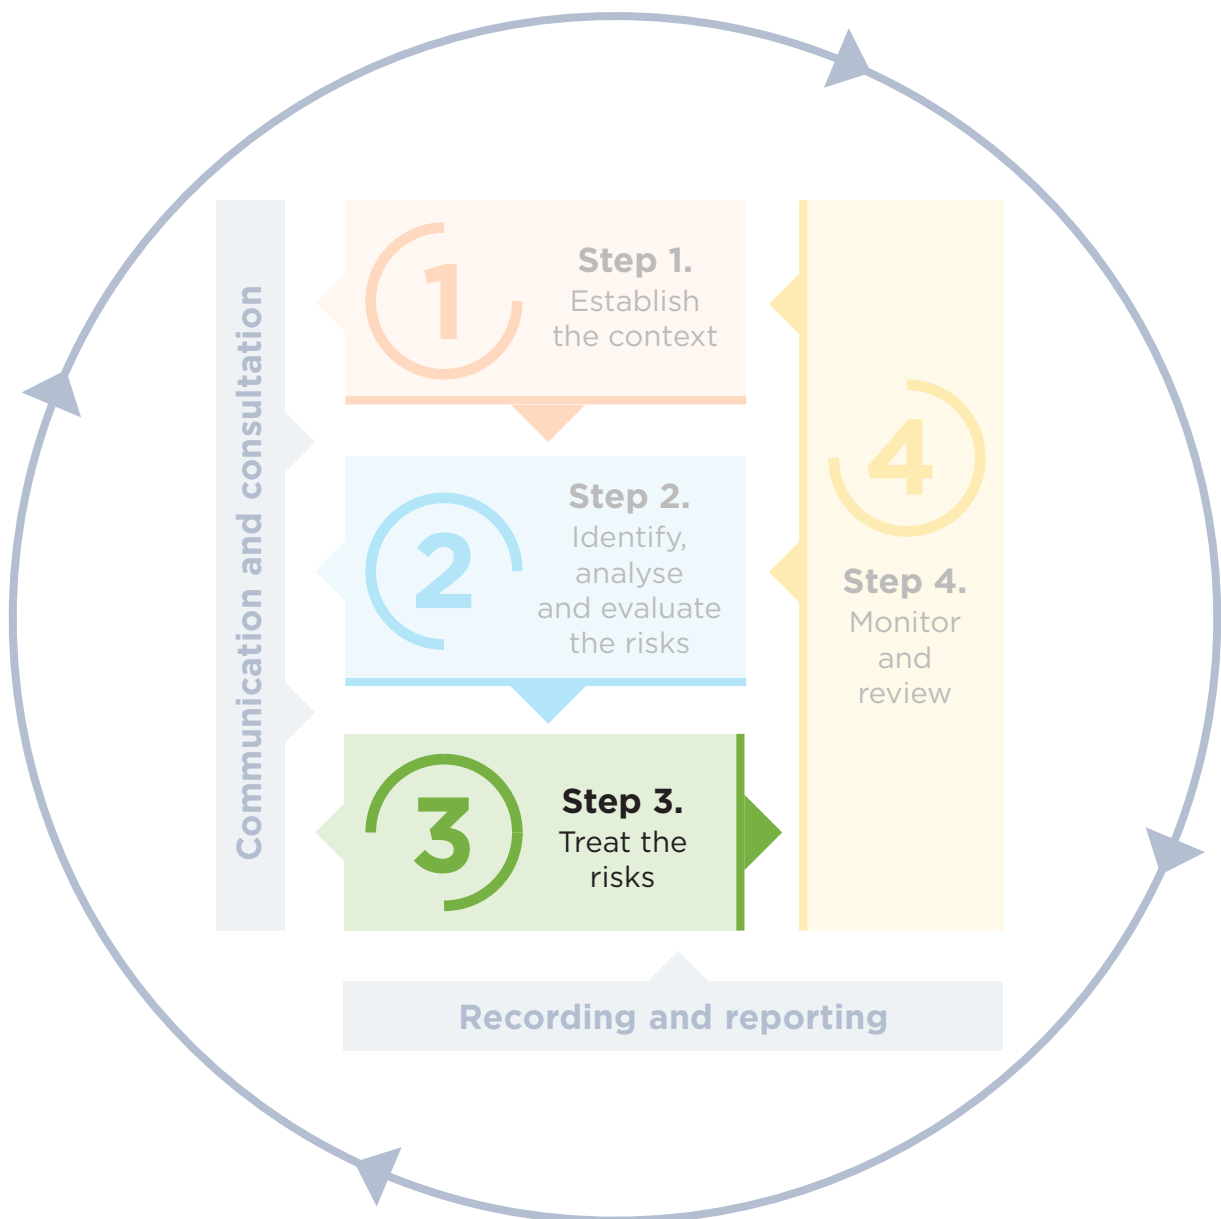 Communication and consultation
1
Step 1.
Establish
the context
2
Step 2.
Identify,
analyse
and evaluate
the risks
3
Step 3.
Treat the
risks
4
Step 4.
Monitor
and
review
Recording and reporting